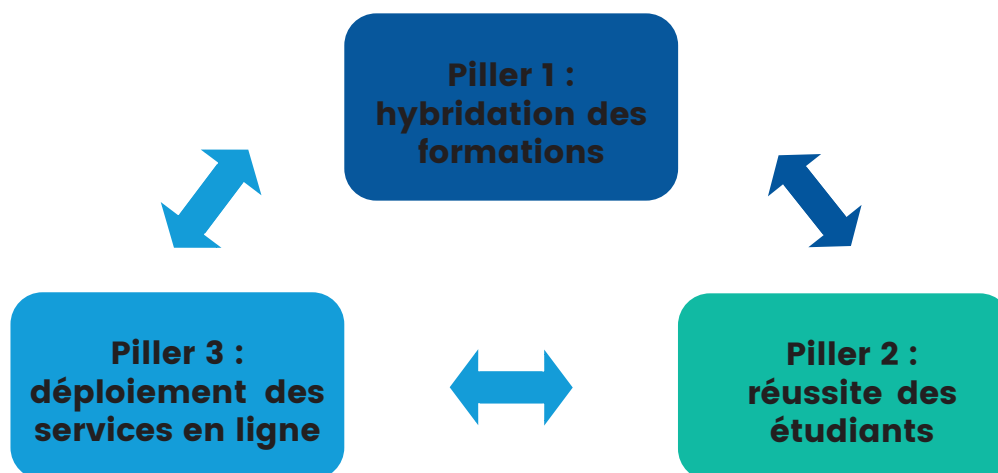 Piller 1 :
hybridation des
formations
Piller 3 :
déploiement des
services en ligne
Piller 2 :
réussite des
étudiants